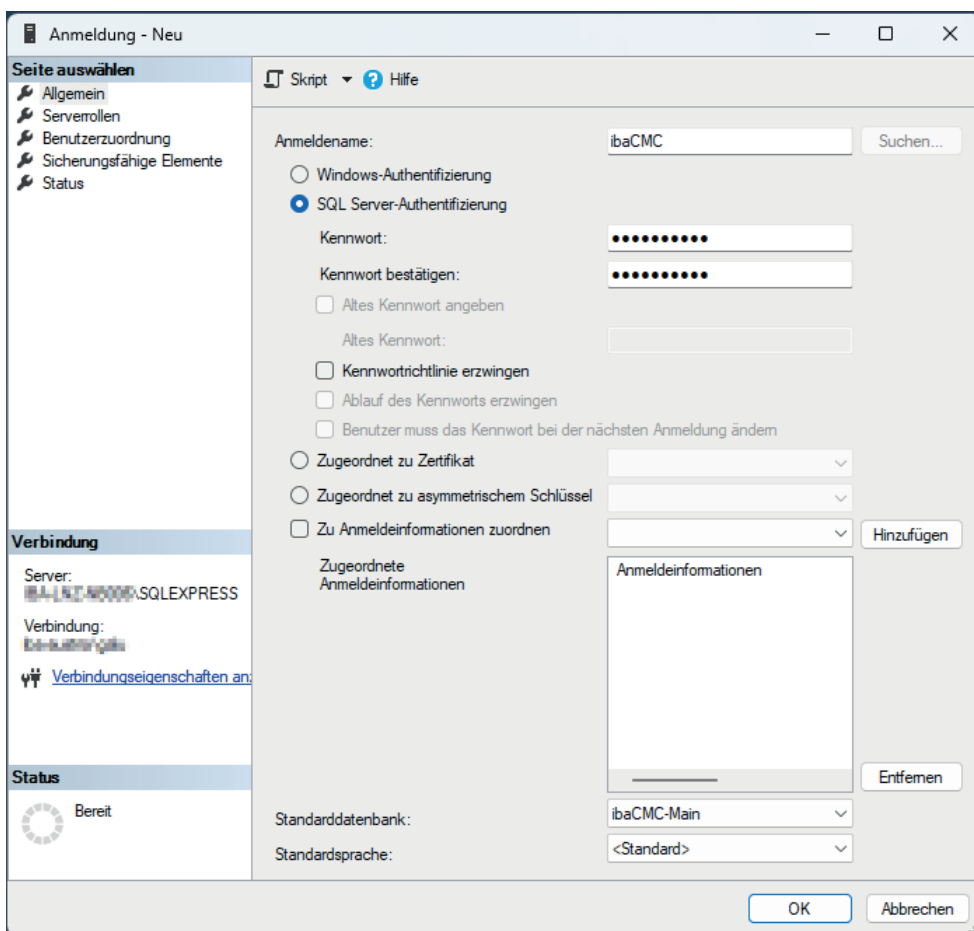 Anmeldung - Neu
Seite auswählen
Allgemein
Serverrollen
Benutzerzuordnung
Sicherungsfähige Elemente
Status
Skript
Hilfe
Anmeldename:
ibaCMC
Suchen...
Windows-Authentifizierung
SQL Server-Authentifizierung
Kennwort:
●●●●●●●●●●
Kennwort bestätigen:
●●●●●●●●●●
Altes Kennwort angeben
Altes Kennwort:
Kennwortrichtlinie erzwingen
Ablauf des Kennworts erzwingen
Benutzer muss das Kennwort bei der nächsten Anmeldung ändern
Zugeordnet zu Zertifikat
Zugeordnet zu asymmetrischem Schlüssel
Zu Anmeldeinformationen zuordnen
Hinzufügen
Zugeordnete
Anmeldeinformationen
Anmeldeinformationen
Entfernen
Standarddatenbank:
ibaCMC-Main
Standardsprache:
<Standard>
Verbindung
Server:
\SQLEXPRESS
Verbindung:
Verbindungseigenschaften an
Status
Bereit
OK
Abbrechen